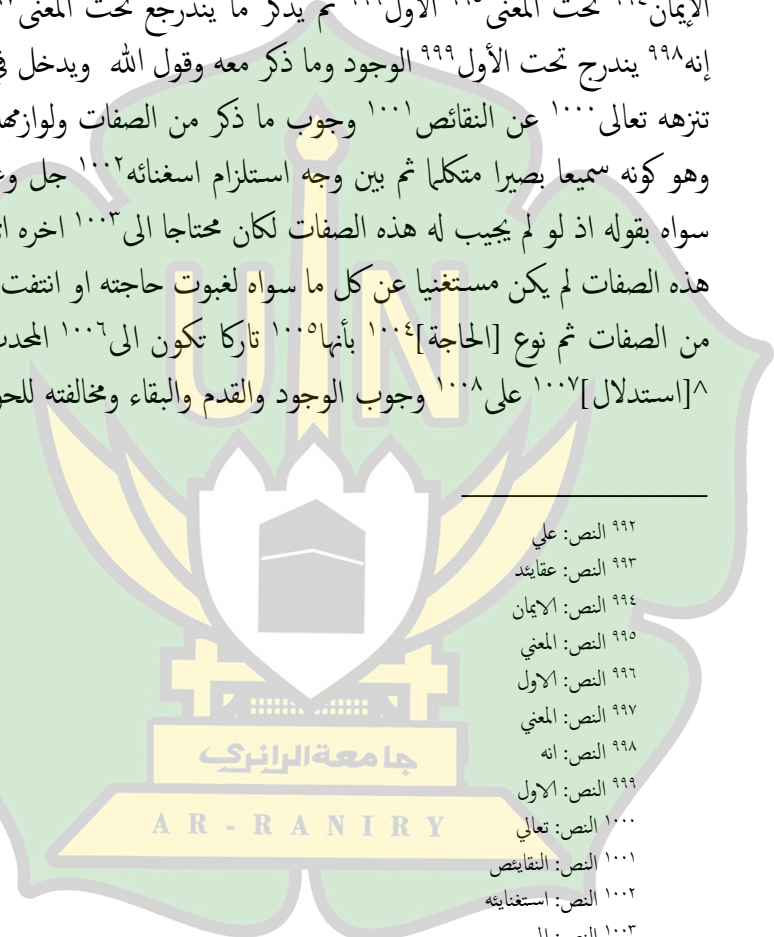 الإيمان٩٩٤ تحت المعنى٩٩٥ الأول٩٩٦ ثم يذكر ما يندرجع تحت المعنى
إنه٩٩٨ يندرج تحت الأول٩٩٩ الوجود وما ذكر معه وقول الله ويدخل
تنزهه تعالى١٠٠٠ عن النقائص١٠٠١ وجوب ما ذكر من الصفات
وهو كونه سميعا بصيرا متكلما ثم بين وجه استلزام اسغنائه١٠٠٢ جل
سواه بقوله اذ لو لم يجيب له هذه الصفات لكان محتاجا الى١٠٠٣ اخره
هذه الصفات لم يكن مستغنيا عن كل ما سواه لغبوت حاجته او انتفت
من الصفات ثم نوع [الحاجة]١٠٠٤ بأنها١٠٠٥ تاركا تكون الى١٠٠٦
[استدلال]١٠٠٧ على١٠٠٨ وجوب الوجود والقدم والبقاء ومخالفته
٩٩٢ النص: علي
٩٩٣ النص: عقايئد
٩٩٤ النص: الايمان
٩٩٥ النص: المعني
٩٩٦ النص: الاول
٩٩٧ النص: المعني
٩٩٨ النص: انه
٩٩٩ النص: الاول
١٠٠٠ النص: تعالي
١٠٠١ النص: النقايئص
١٠٠٢ النص: استغنايئه
١٠٠٣ النص:
UIN
جامعة الرانري
AR-RANIRY